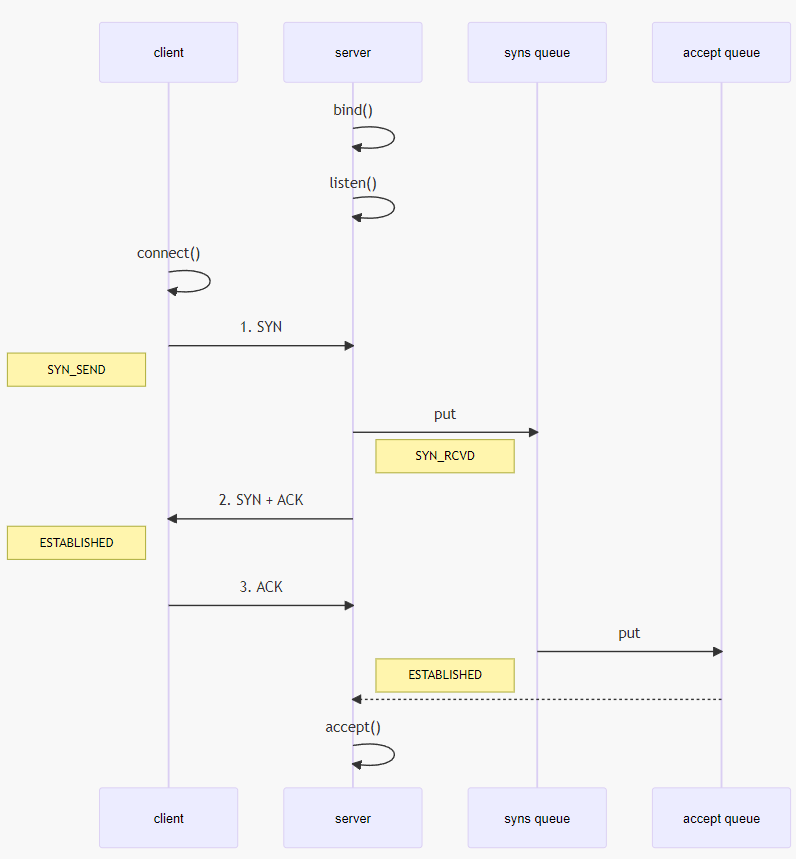 client
server
syns queue
accept queue
bind()
listen()
connect()
1. SYN
SYN_SEND
put
SYN_RCVD
2. SYN + ACK
ESTABLISHED
3. ACK
put
ESTABLISHED
accept()
client
server
syns queue
accept queue